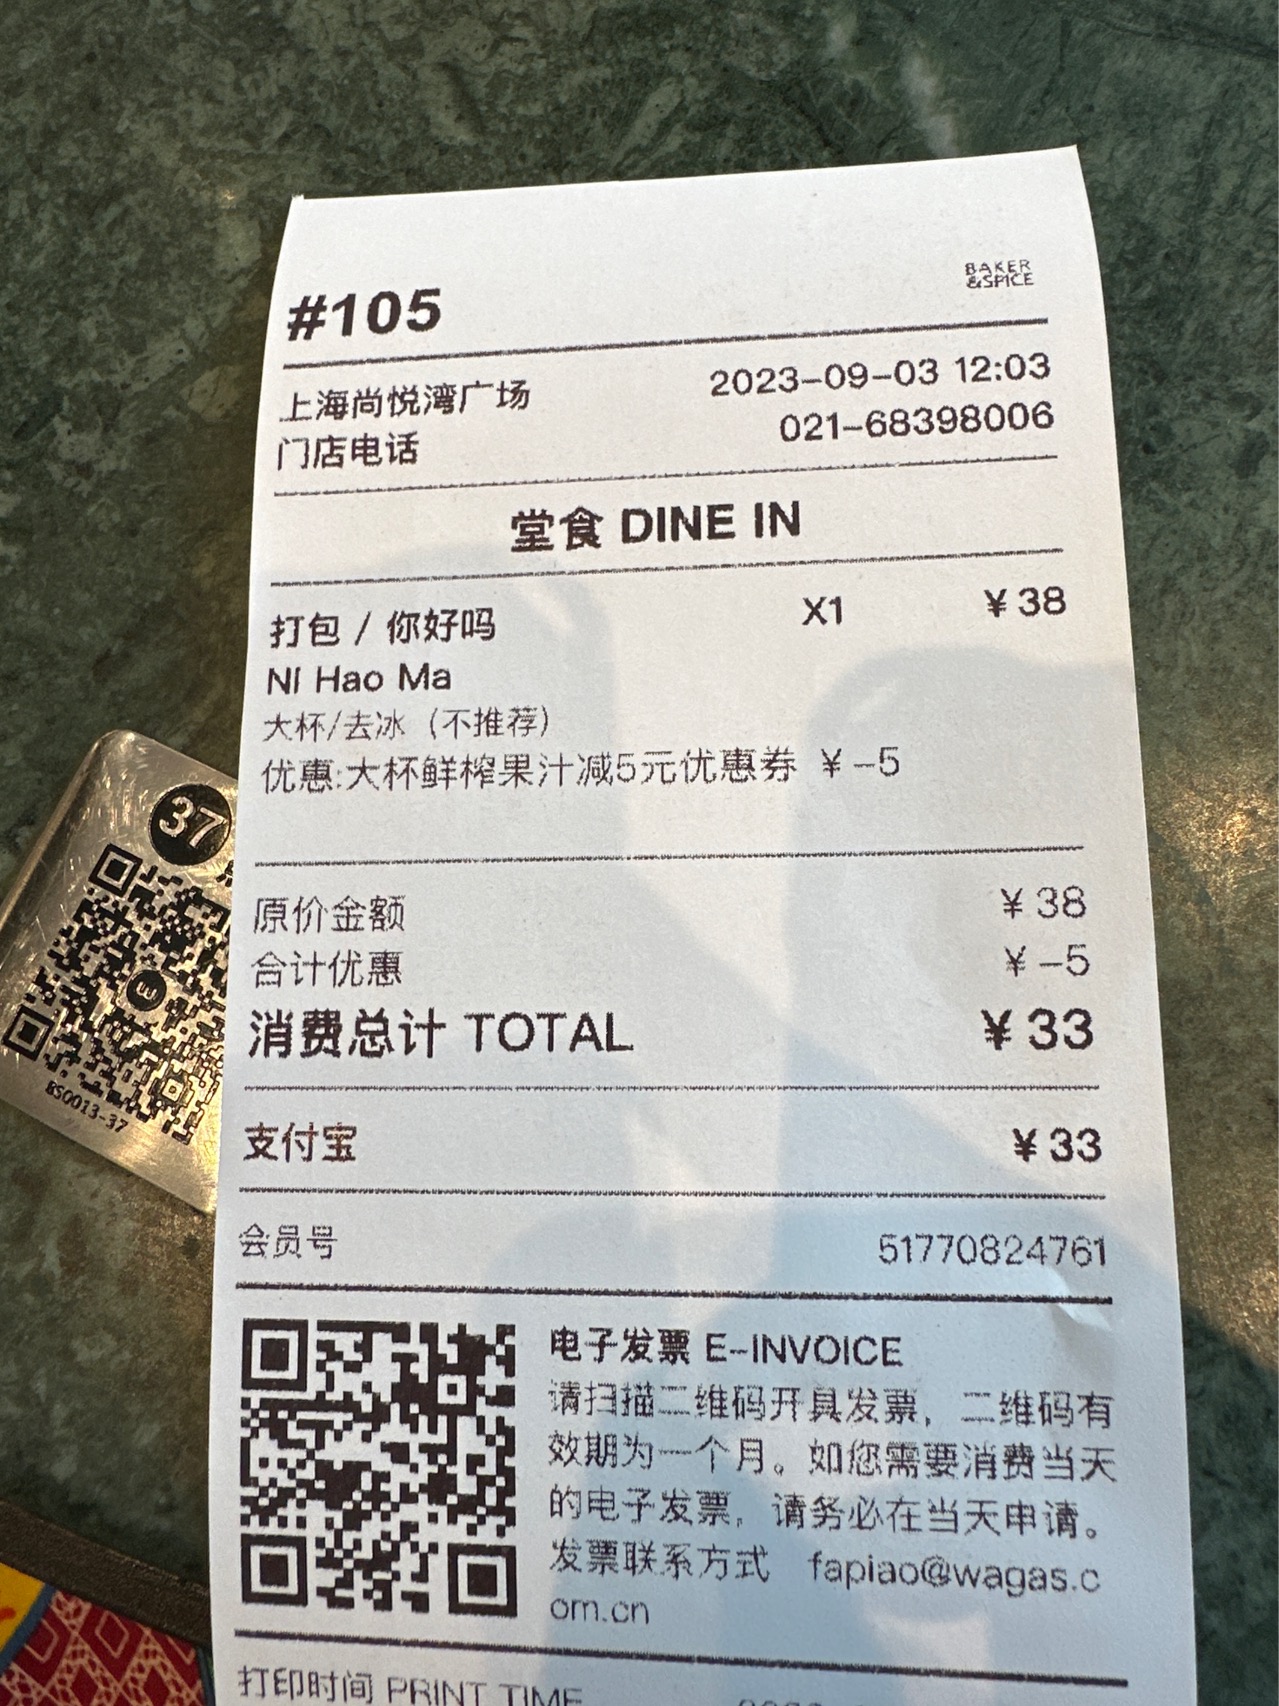 BAKER
&SPICE
#105
上海尚悦湾广场 2023-09-03 12:03
门店电话 021-68398006
堂食 DINE IN
打包 / 你好吗 X1 ¥ 38
Ni Hao Ma
大杯/去冰（不推荐）
优惠:大杯鲜榨果汁减5元优惠券 ¥ -5
原价金额 ¥ 38
合计优惠 ¥ -5
消费总计 TOTAL ¥ 33
支付宝 ¥ 33
会员号 51770824761
电子发票 E-INVOICE
请扫描二维码开具发票，二维码有
效期为一个月。如您需要消费当天
的电子发票，请务必在当天申请。
发票联系方式 fapiao@wagas.c
om.cn
打印时间 PRINT TIME
37
BS0013-37